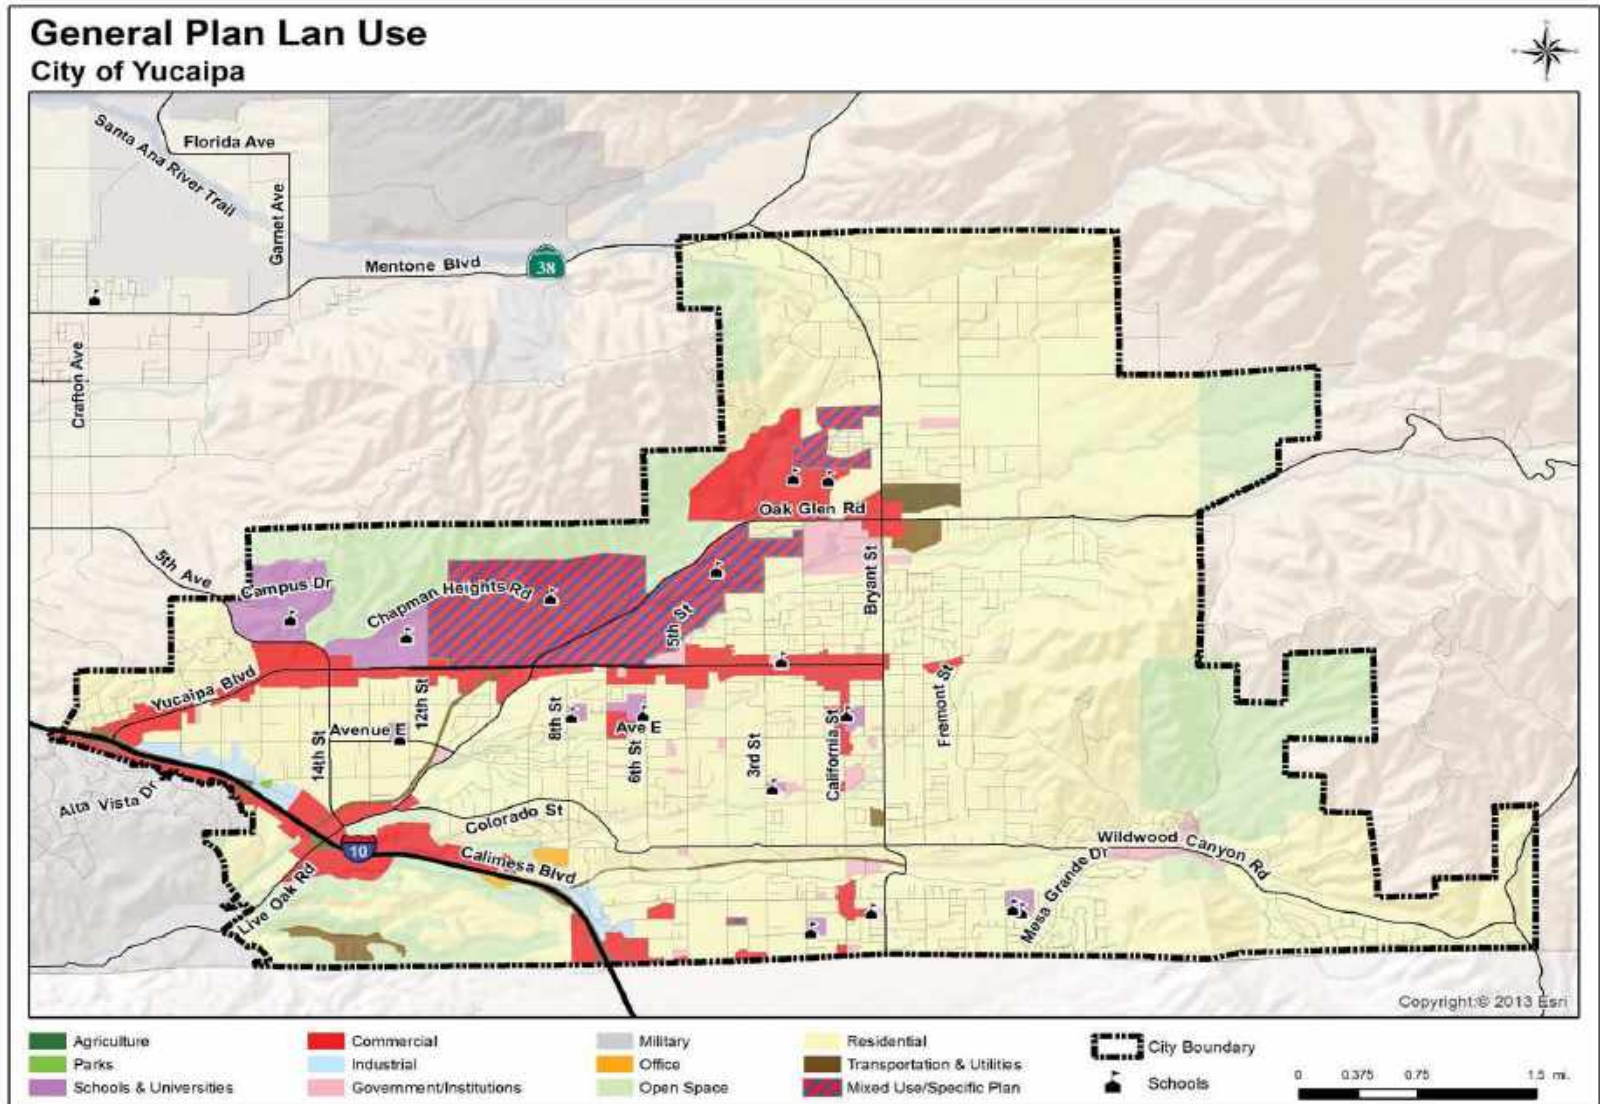 General Plan Lan Use
City of Yucaipa
Santa Ana River Trail
Florida Ave
Garnet Ave
Mentone Blvd
38
Crafton Ave
5th Ave
Campus Dr
Chapman Heights Rd
Oak Glen Rd
Bryant St
5th St
Yucaipa Blvd
12th St
Avenue E
14th St
8th St
Ave E
6th St
3rd St
California St
Fremont St
Alta Vista Dr
Colorado St
10
Calimesa Blvd
Live Oak Rd
Wildwood Canyon Rd
Mesa Grande Dr
Copyright:© 2013 Esri
Agriculture
Parks
Schools & Universities
Commercial
Industrial
Government/Institutions
Military
Office
Open Space
Residential
Transportation & Utilities
Mixed Use/Specific Plan
City Boundary
Schools
0 0.375 0.75 1.5 mi.